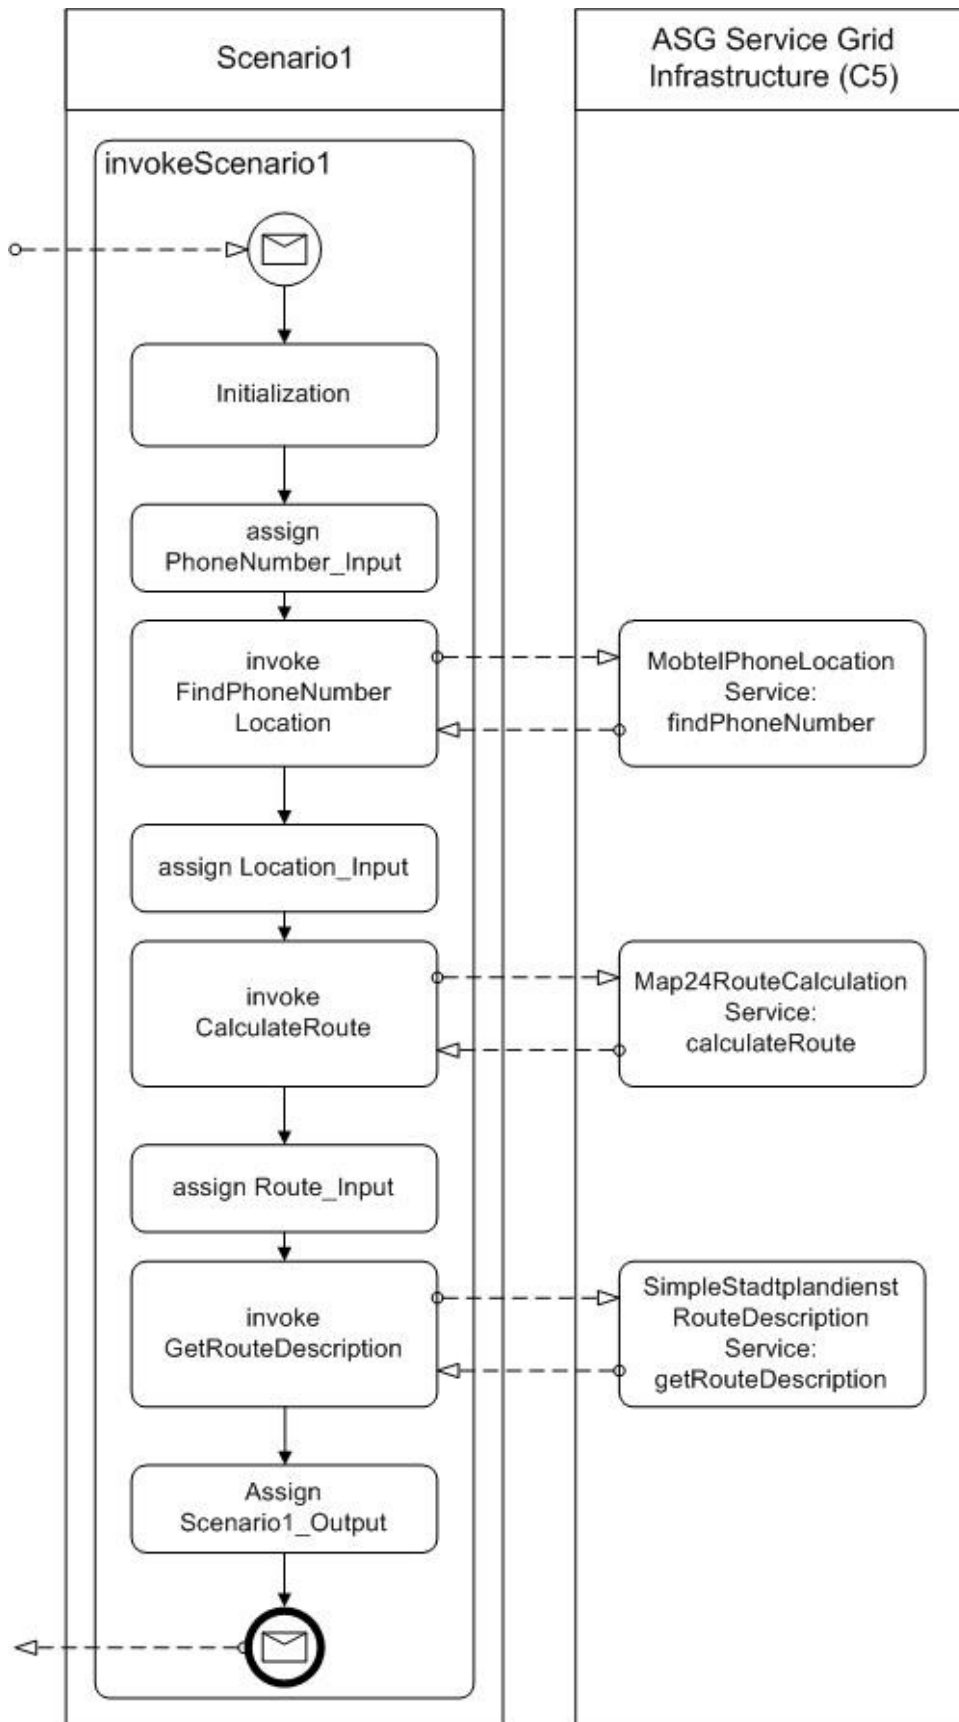 Scenario1
ASG Service Grid
Infrastructure (C5)
invokeScenario1
Initialization
assign
PhoneNumber_Input
invoke
FindPhoneNumber
Location
MobtelPhoneLocation
Service:
findPhoneNumber
assign Location_Input
invoke
CalculateRoute
Map24RouteCalculation
Service:
calculateRoute
assign Route_Input
invoke
GetRouteDescription
SimpleStadtplandienst
RouteDescription
Service:
getRouteDescription
Assign
Scenario1_Output